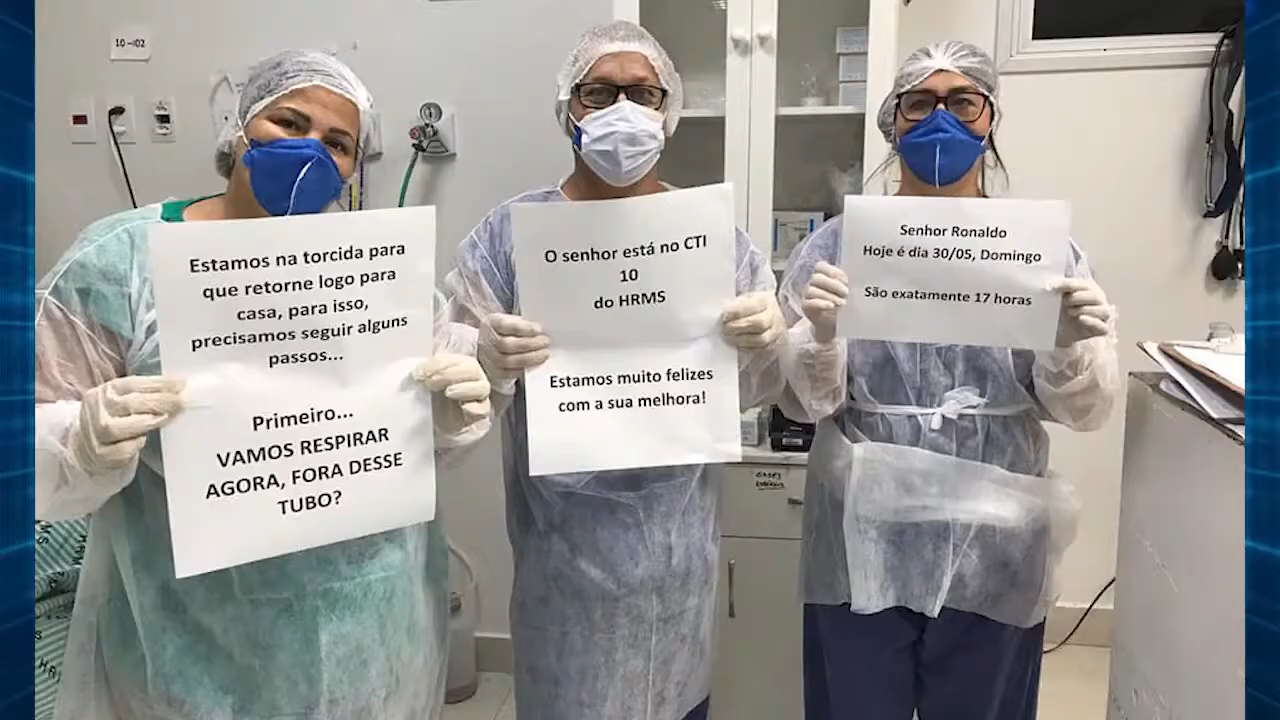 10-102
Estamos na torcida para
que retorne logo para
casa, para isso,
precisamos seguir alguns
passos...
Primeiro...
VAMOS RESPIRAR
AGORA, FORA DESSE
TUBO?
O senhor está no CTI
10
do HRMS
Estamos muito felizes
com a sua melhora!
Senhor Ronaldo
Hoje é dia 30/05, Domingo
São exatamente 17 horas